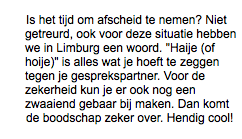 Is het tijd om afscheid te nemen? Niet
getreurd, ook voor deze situatie hebben
we in Limburg een woord. "Haije (of
hoije)" is alles wat je hoeft te zeggen
tegen je gesprekspartner. Voor de
zekerheid kun je er ook nog een
zwaaiend gebaar bij maken. Dan komt
de boodschap zeker over. Hendig cool!